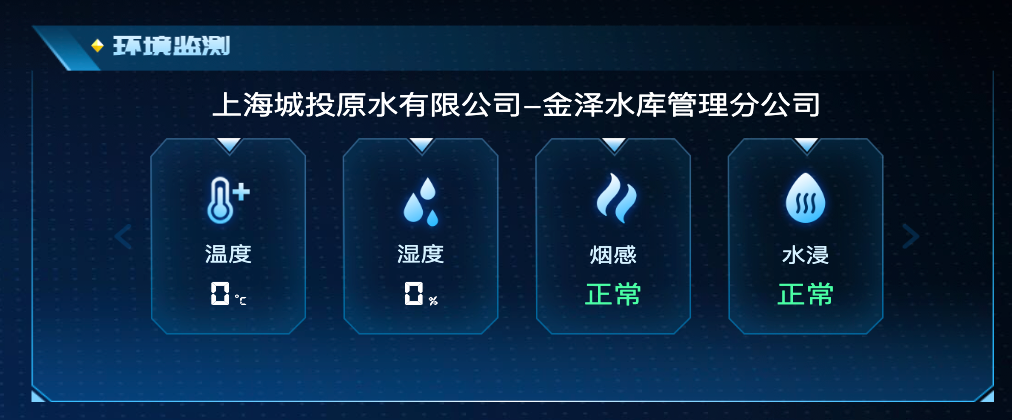 环境监测
上海城投原水有限公司-金泽水库管理分公司
温度
湿度
烟感
水浸
0℃
0%
正常
正常